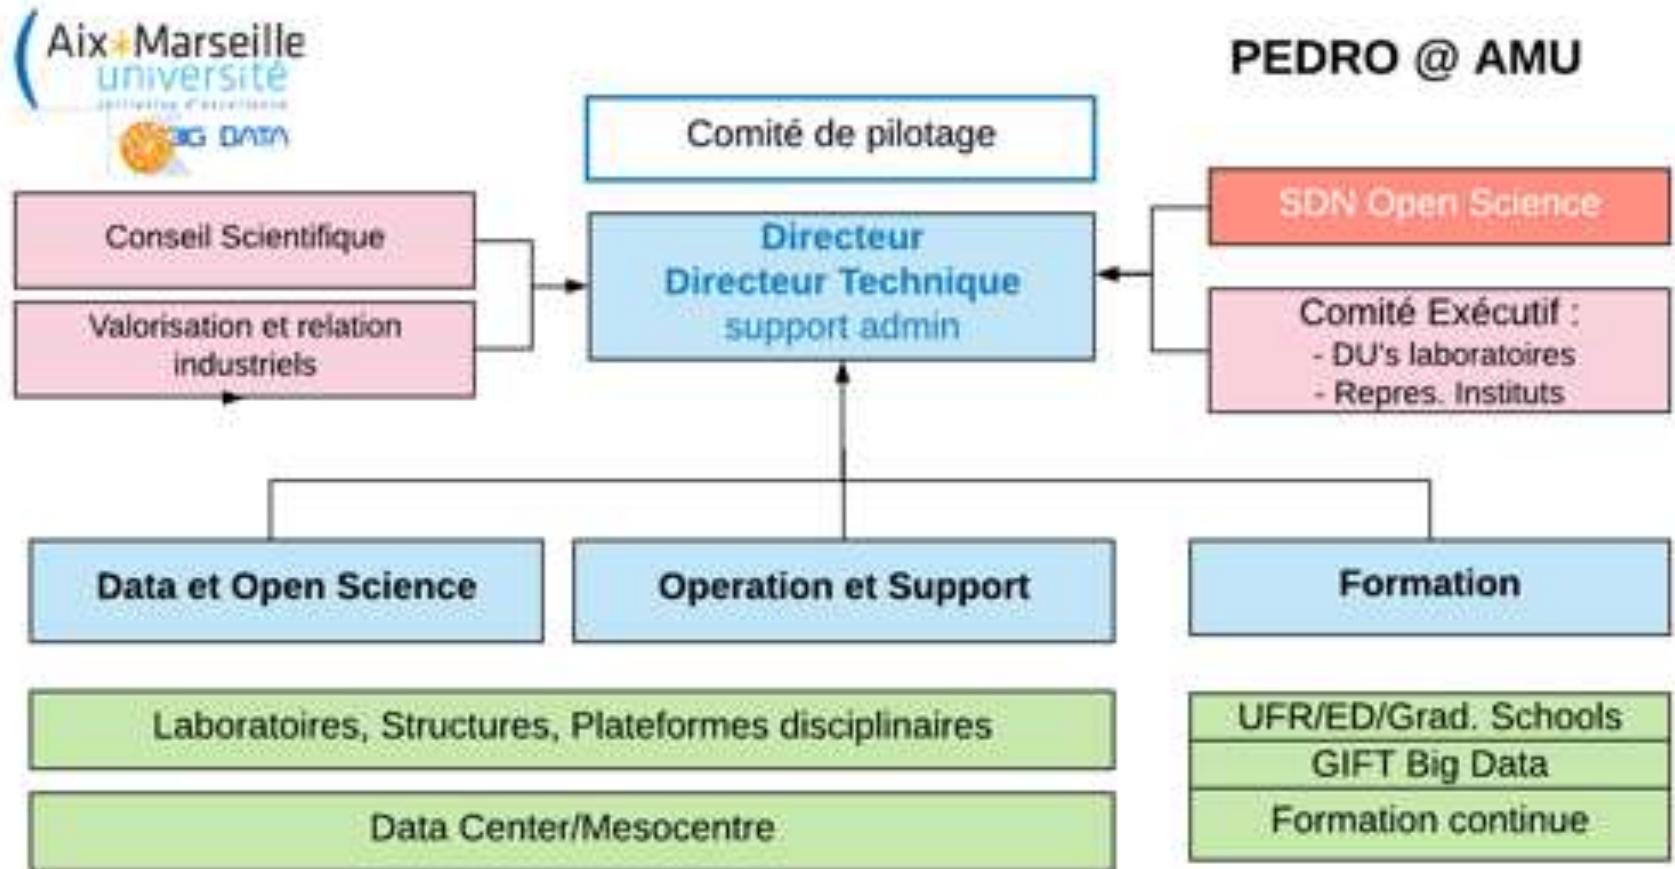 Aix*Marseille
université
PEDRO @ AMU
BIG DATA
Comité de pilotage
Conseil Scientifique
Valorisation et relation
industriels
Directeur
Directeur Technique
support admin
SDN Open Science
Comité Exécutif :
- DU's laboratoires
- Repres. Instituts
Data et Open Science
Operation et Support
Formation
Laboratoires, Structures, Plateformes disciplinaires
Data Center/Mesocentre
UFR/ED/Grad. Schools
GIFT Big Data
Formation continue